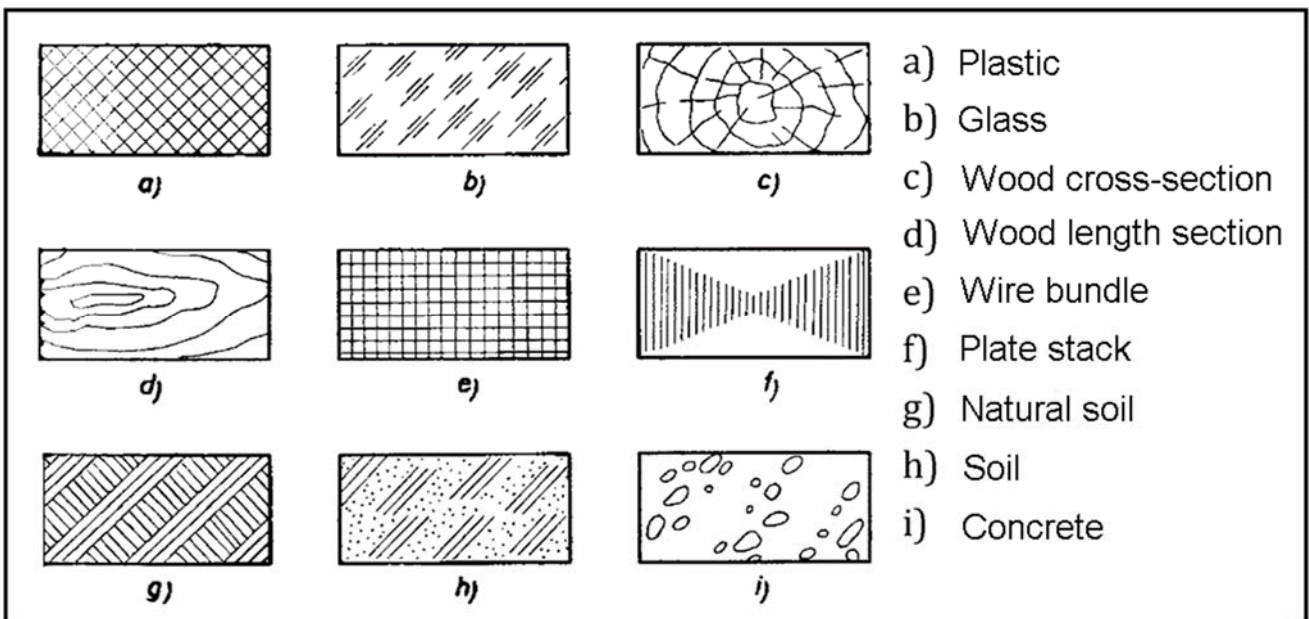 a)
b)
c)
d)
e)
f)
g)
h)
i)
a) Plastic
b) Glass
c) Wood cross-section
d) Wood length section
e) Wire bundle
f) Plate stack
g) Natural soil
h) Soil
i) Concrete